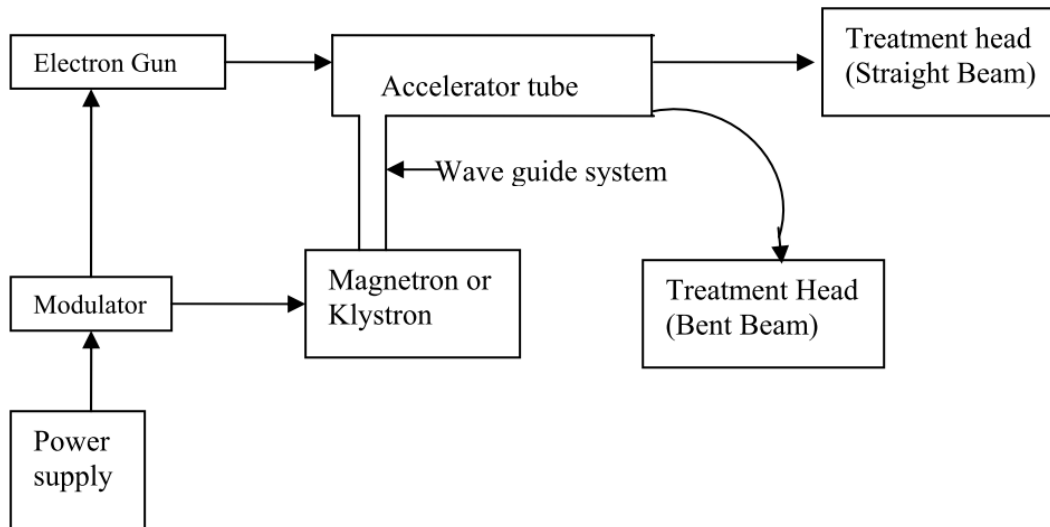 Electron Gun
Accelerator tube
Treatment head
(Straight Beam)
Wave guide system
Modulator
Magnetron or
Klystron
Treatment Head
(Bent Beam)
Power
supply